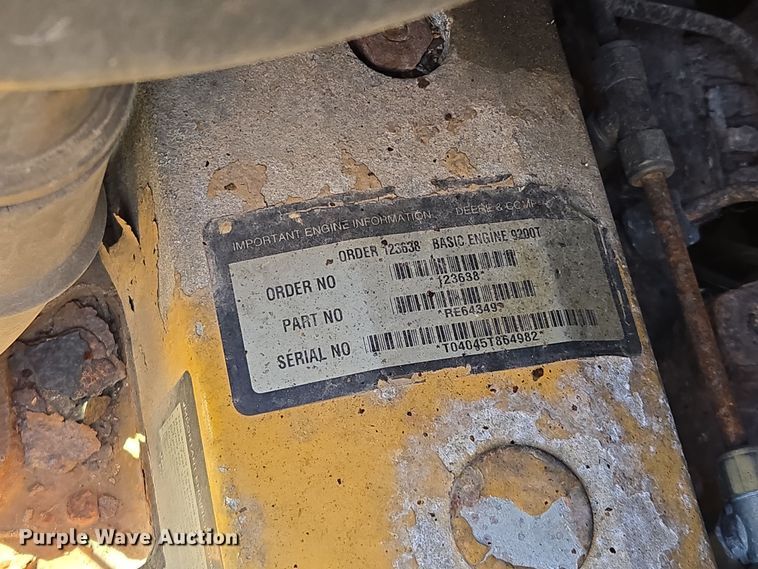 IMPORTANT ENGINE INFORMATION DEERE & COMP
ORDER 123638 BASIC ENGINE 9200T
ORDER NO
123638*
PART NO
*RE64349*
SERIAL NO
*T04045T864982*
Purple Wave Auction